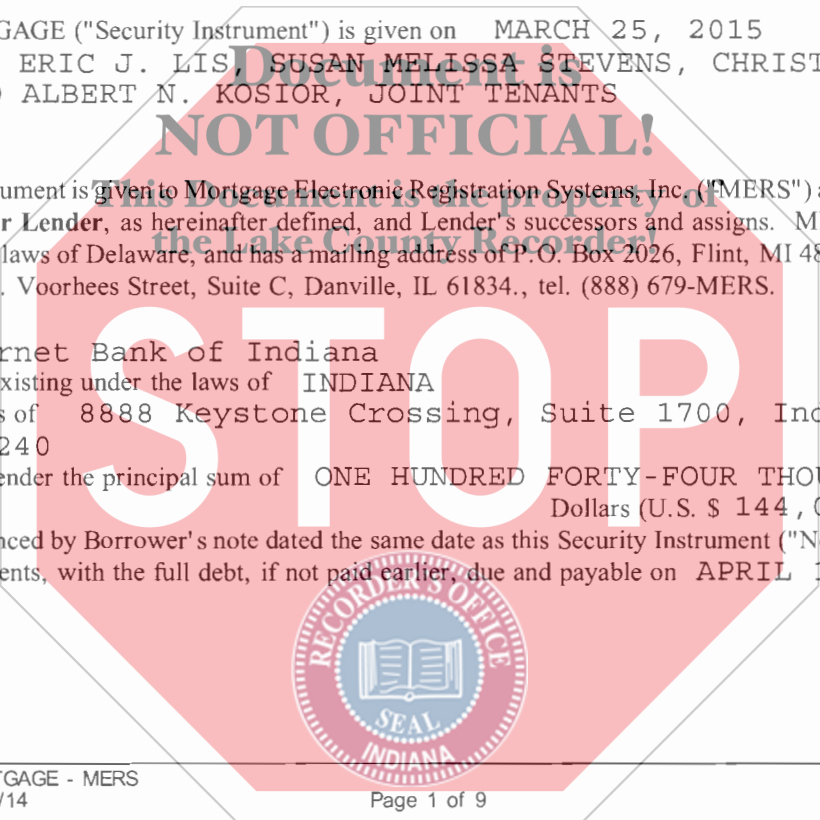 GAGE ("Security Instrument") is given on MARCH 25, 2015
ERIC J. LIS, SUSAN MELISSA STEVENS, CHRIST
ALBERT N. KOSIOR, JOINT TENANTS
Document is
NOT OFFICIAL!
This Document is the property of
the Lake County Recorder!
ument is given to Mortgage Electronic Registration Systems, Inc. ("MERS") a
r Lender, as hereinafter defined, and Lender's successors and assigns. M
laws of Delaware, and has a mailing address of P.O. Box 2026, Flint, MI 48
. Voorhees Street, Suite C, Danville, IL 61834., tel. (888) 679-MERS.
STOP
rnet Bank of Indiana
xisting under the laws of INDIANA
s of 8888 Keystone Crossing, Suite 1700, Ind
240
ender the principal sum of ONE HUNDRED FORTY-FOUR THOU
Dollars (U.S. $ 144,0
nced by Borrower's note dated the same date as this Security Instrument ("No
ents, with the full debt, if not paid earlier, due and payable on APRIL 1
RECORDER'S OFFICE
SEAL
INDIANA
TGAGE - MERS
/14
Page 1 of 9